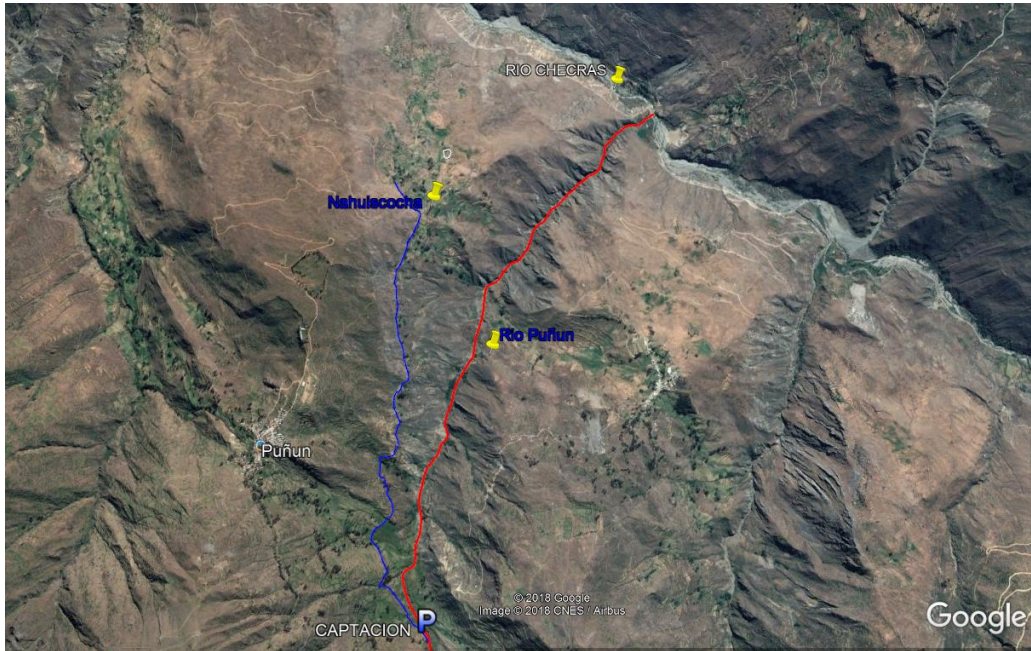 RIO CHECRAS
Nahuiscocha
Rio Puñun
Puñun
CAPTACION
P
© 2018 Google
Image © 2018 CNES / Airbus
Google